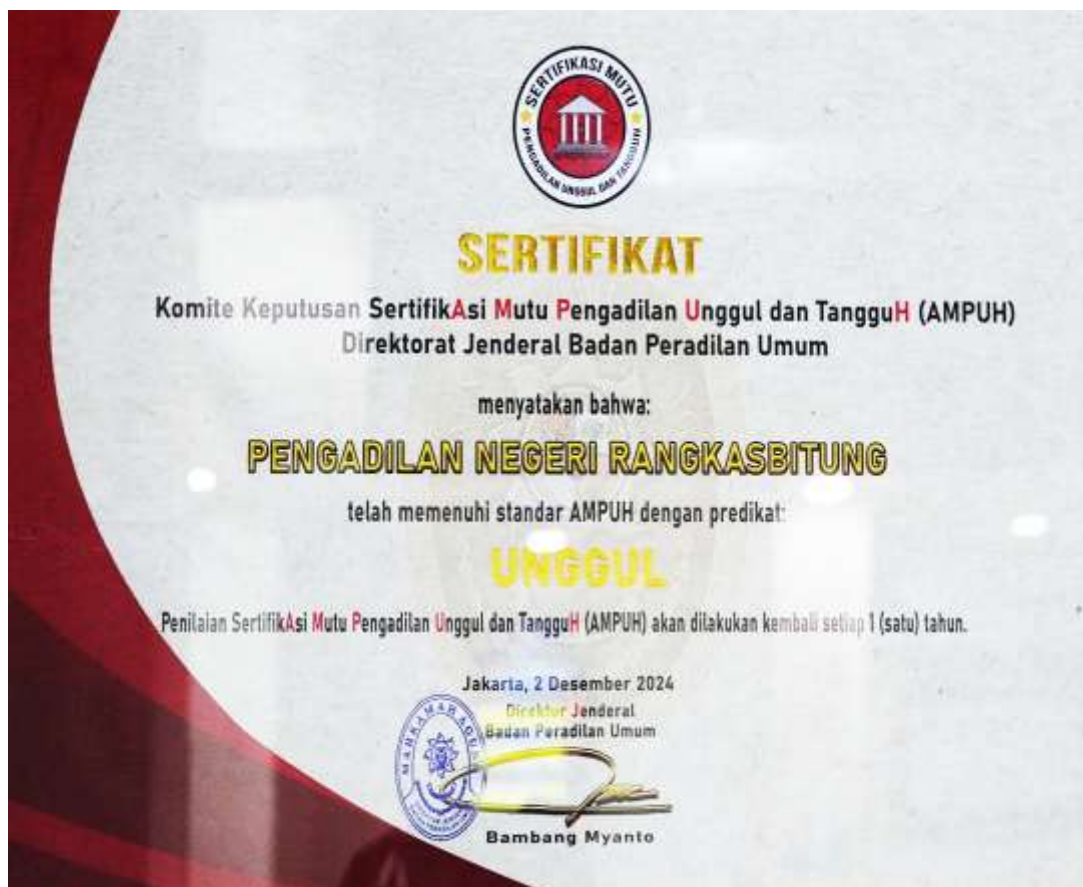 SERTIFIKASI MUTU
PENGADILAN UNGGUL DAN TANGGUH
SERTIFIKAT
Komite Keputusan SertifikAsi Mutu Pengadilan Unggul dan TangguH (AMPUH)
Direktorat Jenderal Badan Peradilan Umum
menyatakan bahwa:
PENGADILAN NEGERI RANGKASBITUNG
telah memenuhi standar AMPUH dengan predikat:
UNGGUL
Penilaian SertifikAsi Mutu Pengadilan Unggul dan TangguH (AMPUH) akan dilakukan kembali setiap 1 (satu) tahun.
Jakarta, 2 Desember 2024
Direktur Jenderal
Badan Peradilan Umum
MAHKAMAH AGUNG
Bambang Myanto